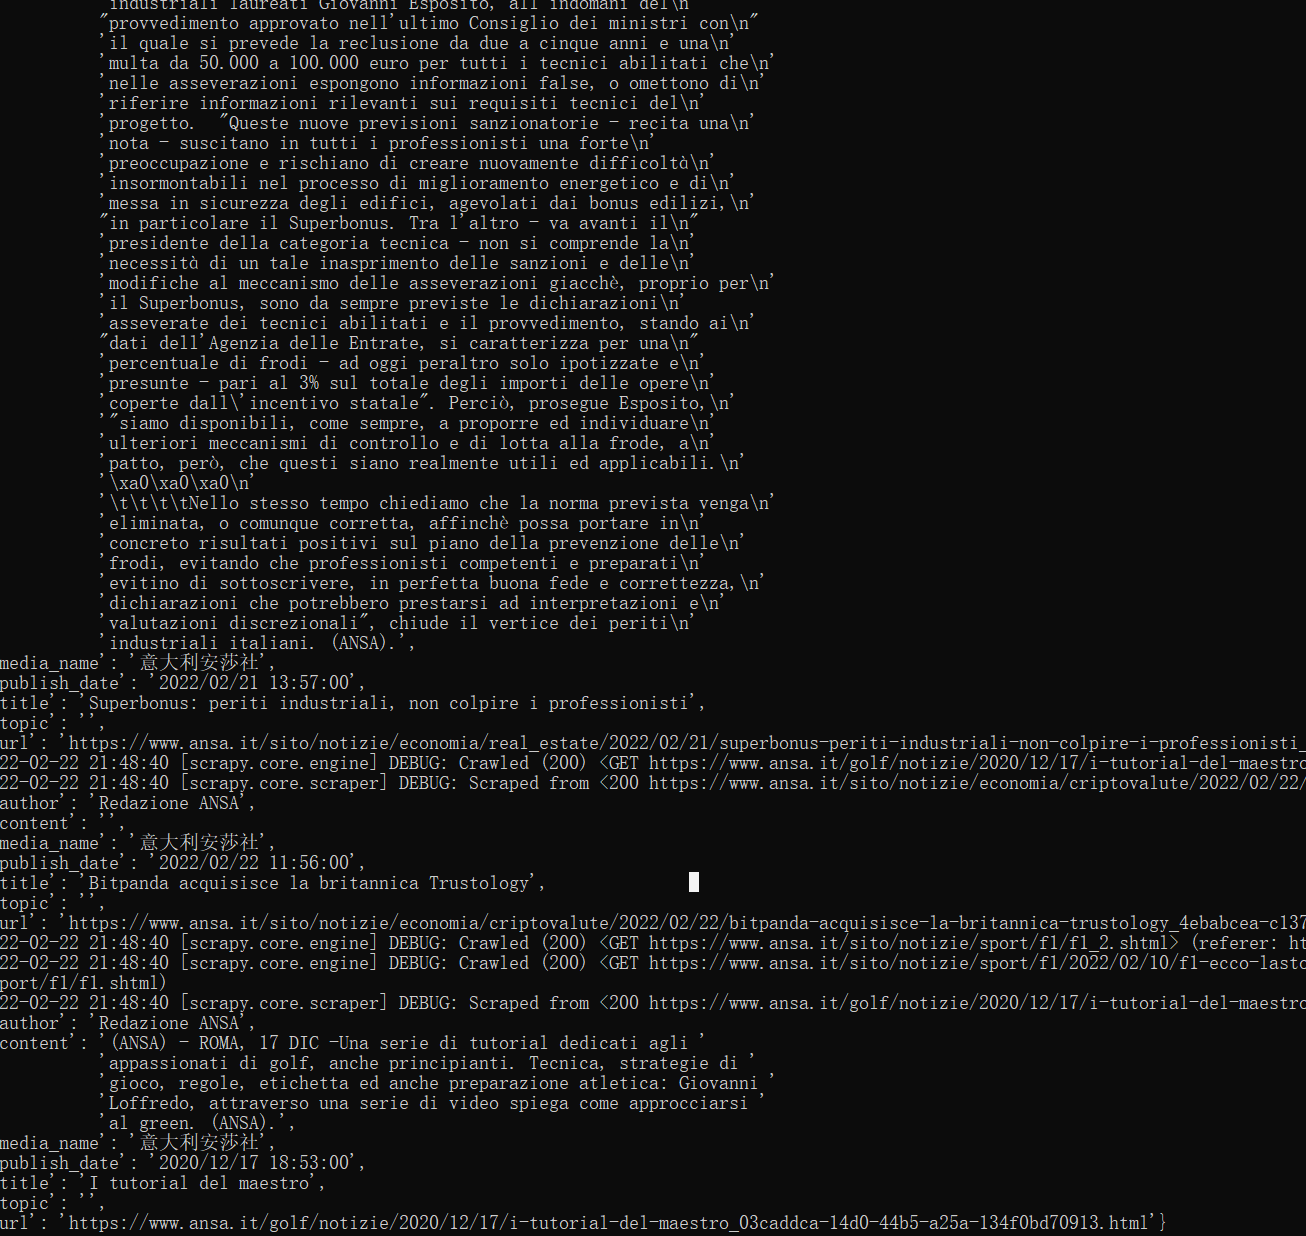 'industriali laureati Giovanni Esposito, all'indomani del\n
"provvedimento approvato nell'ultimo Consiglio dei ministri con\n"
'il quale si prevede la reclusione da due a cinque anni e una\n'
'multa da 50.000 a 100.000 euro per tutti i tecnici abilitati che\n'
'nelle asseverazioni espongono informazioni false, o omettono di\n'
'riferire informazioni rilevanti sui requisiti tecnici del\n'
'progetto.  "Queste nuove previsioni sanzionatorie - recita una\n'
'nota - suscitano in tutti i professionisti una forte\n'
'preoccupazione e rischiano di creare nuovamente difficoltà\n'
'insormontabili nel processo di miglioramento energetico e di\n'
'messa in sicurezza degli edifici, agevolati dai bonus edilizi,\n'
"in particolare il Superbonus. Tra l'altro - va avanti il\n"
'presidente della categoria tecnica - non si comprende la\n'
'necessità di un tale inasprimento delle sanzioni e delle\n'
'modifiche al meccanismo delle asseverazioni giacchè, proprio per\n'
'il Superbonus, sono da sempre previste le dichiarazioni\n'
'asseverate dei tecnici abilitati e il provvedimento, stando ai\n'
"dati dell'Agenzia delle Entrate, si caratterizza per una\n"
'percentuale di frodi - ad oggi peraltro solo ipotizzate e\n'
'presunte - pari al 3% sul totale degli importi delle opere\n'
'coperte dall\'incentivo statale". Perciò, prosegue Esposito,\n'
'"siamo disponibili, come sempre, a proporre ed individuare\n'
'ulteriori meccanismi di controllo e di lotta alla frode, a\n'
'patto, però, che questi siano realmente utili ed applicabili.\n'
'\xa0\xa0\xa0\n'
'\t\t\t\tNello stesso tempo chiediamo che la norma prevista venga\n'
'eliminata, o comunque corretta, affinchè possa portare in\n'
'concreto risultati positivi sul piano della prevenzione delle\n'
'frodi, evitando che professionisti competenti e preparati\n'
'evitino di sottoscrivere, in perfetta buona fede e correttezza,\n'
'dichiarazioni che potrebbero prestarsi ad interpretazioni e\n'
'valutazioni discrezionali", chiude il vertice dei periti\n'
'industriali italiani. (ANSA).',
media_name': '意大利安莎社',
publish_date': '2022/02/21 13:57:00',
title': 'Superbonus: periti industriali, non colpire i professionisti',
topic': '',
url': 'https://www.ansa.it/sito/notizie/economia/real_estate/2022/02/21/superbonus-periti-industriali-non-colpire-i-professionisti_
22-02-22 21:48:40 [scrapy.core.engine] DEBUG: Crawled (200) <GET https://www.ansa.it/golf/notizie/2020/12/17/i-tutorial-del-maestro
22-02-22 21:48:40 [scrapy.core.scraper] DEBUG: Scraped from <200 https://www.ansa.it/sito/notizie/economia/criptovalute/2022/02/22/
author': 'Redazione ANSA',
content': '',
media_name': '意大利安莎社',
publish_date': '2022/02/22 11:56:00',
title': 'Bitpanda acquisisce la britannica Trustology',
topic': '',
url': 'https://www.ansa.it/sito/notizie/economia/criptovalute/2022/02/22/bitpanda-acquisisce-la-britannica-trustology_4ebabcea-c137
22-02-22 21:48:40 [scrapy.core.engine] DEBUG: Crawled (200) <GET https://www.ansa.it/sito/notizie/sport/f1/f1_2.shtml> (referer: ht
22-02-22 21:48:40 [scrapy.core.engine] DEBUG: Crawled (200) <GET https://www.ansa.it/sito/notizie/sport/f1/2022/02/10/f1-ecco-lasto
port/f1/f1.shtml)
22-02-22 21:48:40 [scrapy.core.scraper] DEBUG: Scraped from <200 https://www.ansa.it/golf/notizie/2020/12/17/i-tutorial-del-maestro
author': 'Redazione ANSA',
content': '(ANSA) - ROMA, 17 DIC -Una serie di tutorial dedicati agli '
'appassionati di golf, anche principianti. Tecnica, strategie di '
'gioco, regole, etichetta ed anche preparazione atletica: Giovanni '
'Loffredo, attraverso una serie di video spiega come approcciarsi '
'al green. (ANSA).',
media_name': '意大利安莎社',
publish_date': '2020/12/17 18:53:00',
title': 'I tutorial del maestro',
topic': '',
url': 'https://www.ansa.it/golf/notizie/2020/12/17/i-tutorial-del-maestro_03caddca-14d0-44b5-a25a-134f0bd70913.html'}